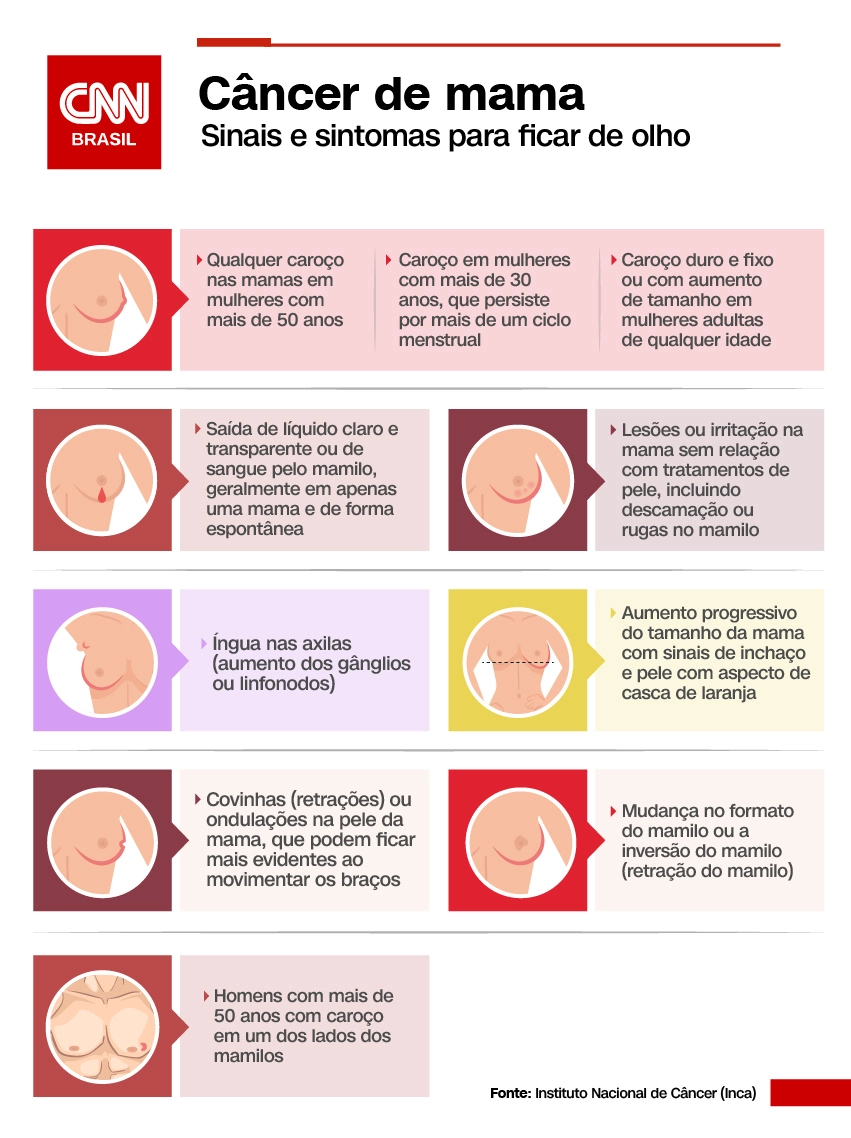 CNN
BRASIL
Câncer de mama
Sinais e sintomas para ficar de olho
Qualquer caroço
nas mamas em
mulheres com
mais de 50 anos
Caroço em mulheres
com mais de 30
anos, que persiste
por mais de um ciclo
menstrual
Caroço duro e fixo
ou com aumento
de tamanho em
mulheres adultas
de qualquer idade
Saída de líquido claro e
transparente ou de
sangue pelo mamilo,
geralmente em apenas
uma mama e de forma
espontânea
Lesões ou irritação na
mama sem relação
com tratamentos de
pele, incluindo
descamação ou
rugas no mamilo
Íngua nas axilas
(aumento dos gânglios
ou linfonodos)
Aumento progressivo
do tamanho da mama
com sinais de inchaço
e pele com aspecto de
casca de laranja
Covinhas (retrações) ou
ondulações na pele da
mama, que podem ficar
mais evidentes ao
movimentar os braços
Mudança no formato
do mamilo ou a
inversão do mamilo
(retração do mamilo)
Homens com mais de
50 anos com caroço
em um dos lados dos
mamilos
Fonte: Instituto Nacional de Câncer (Inca)